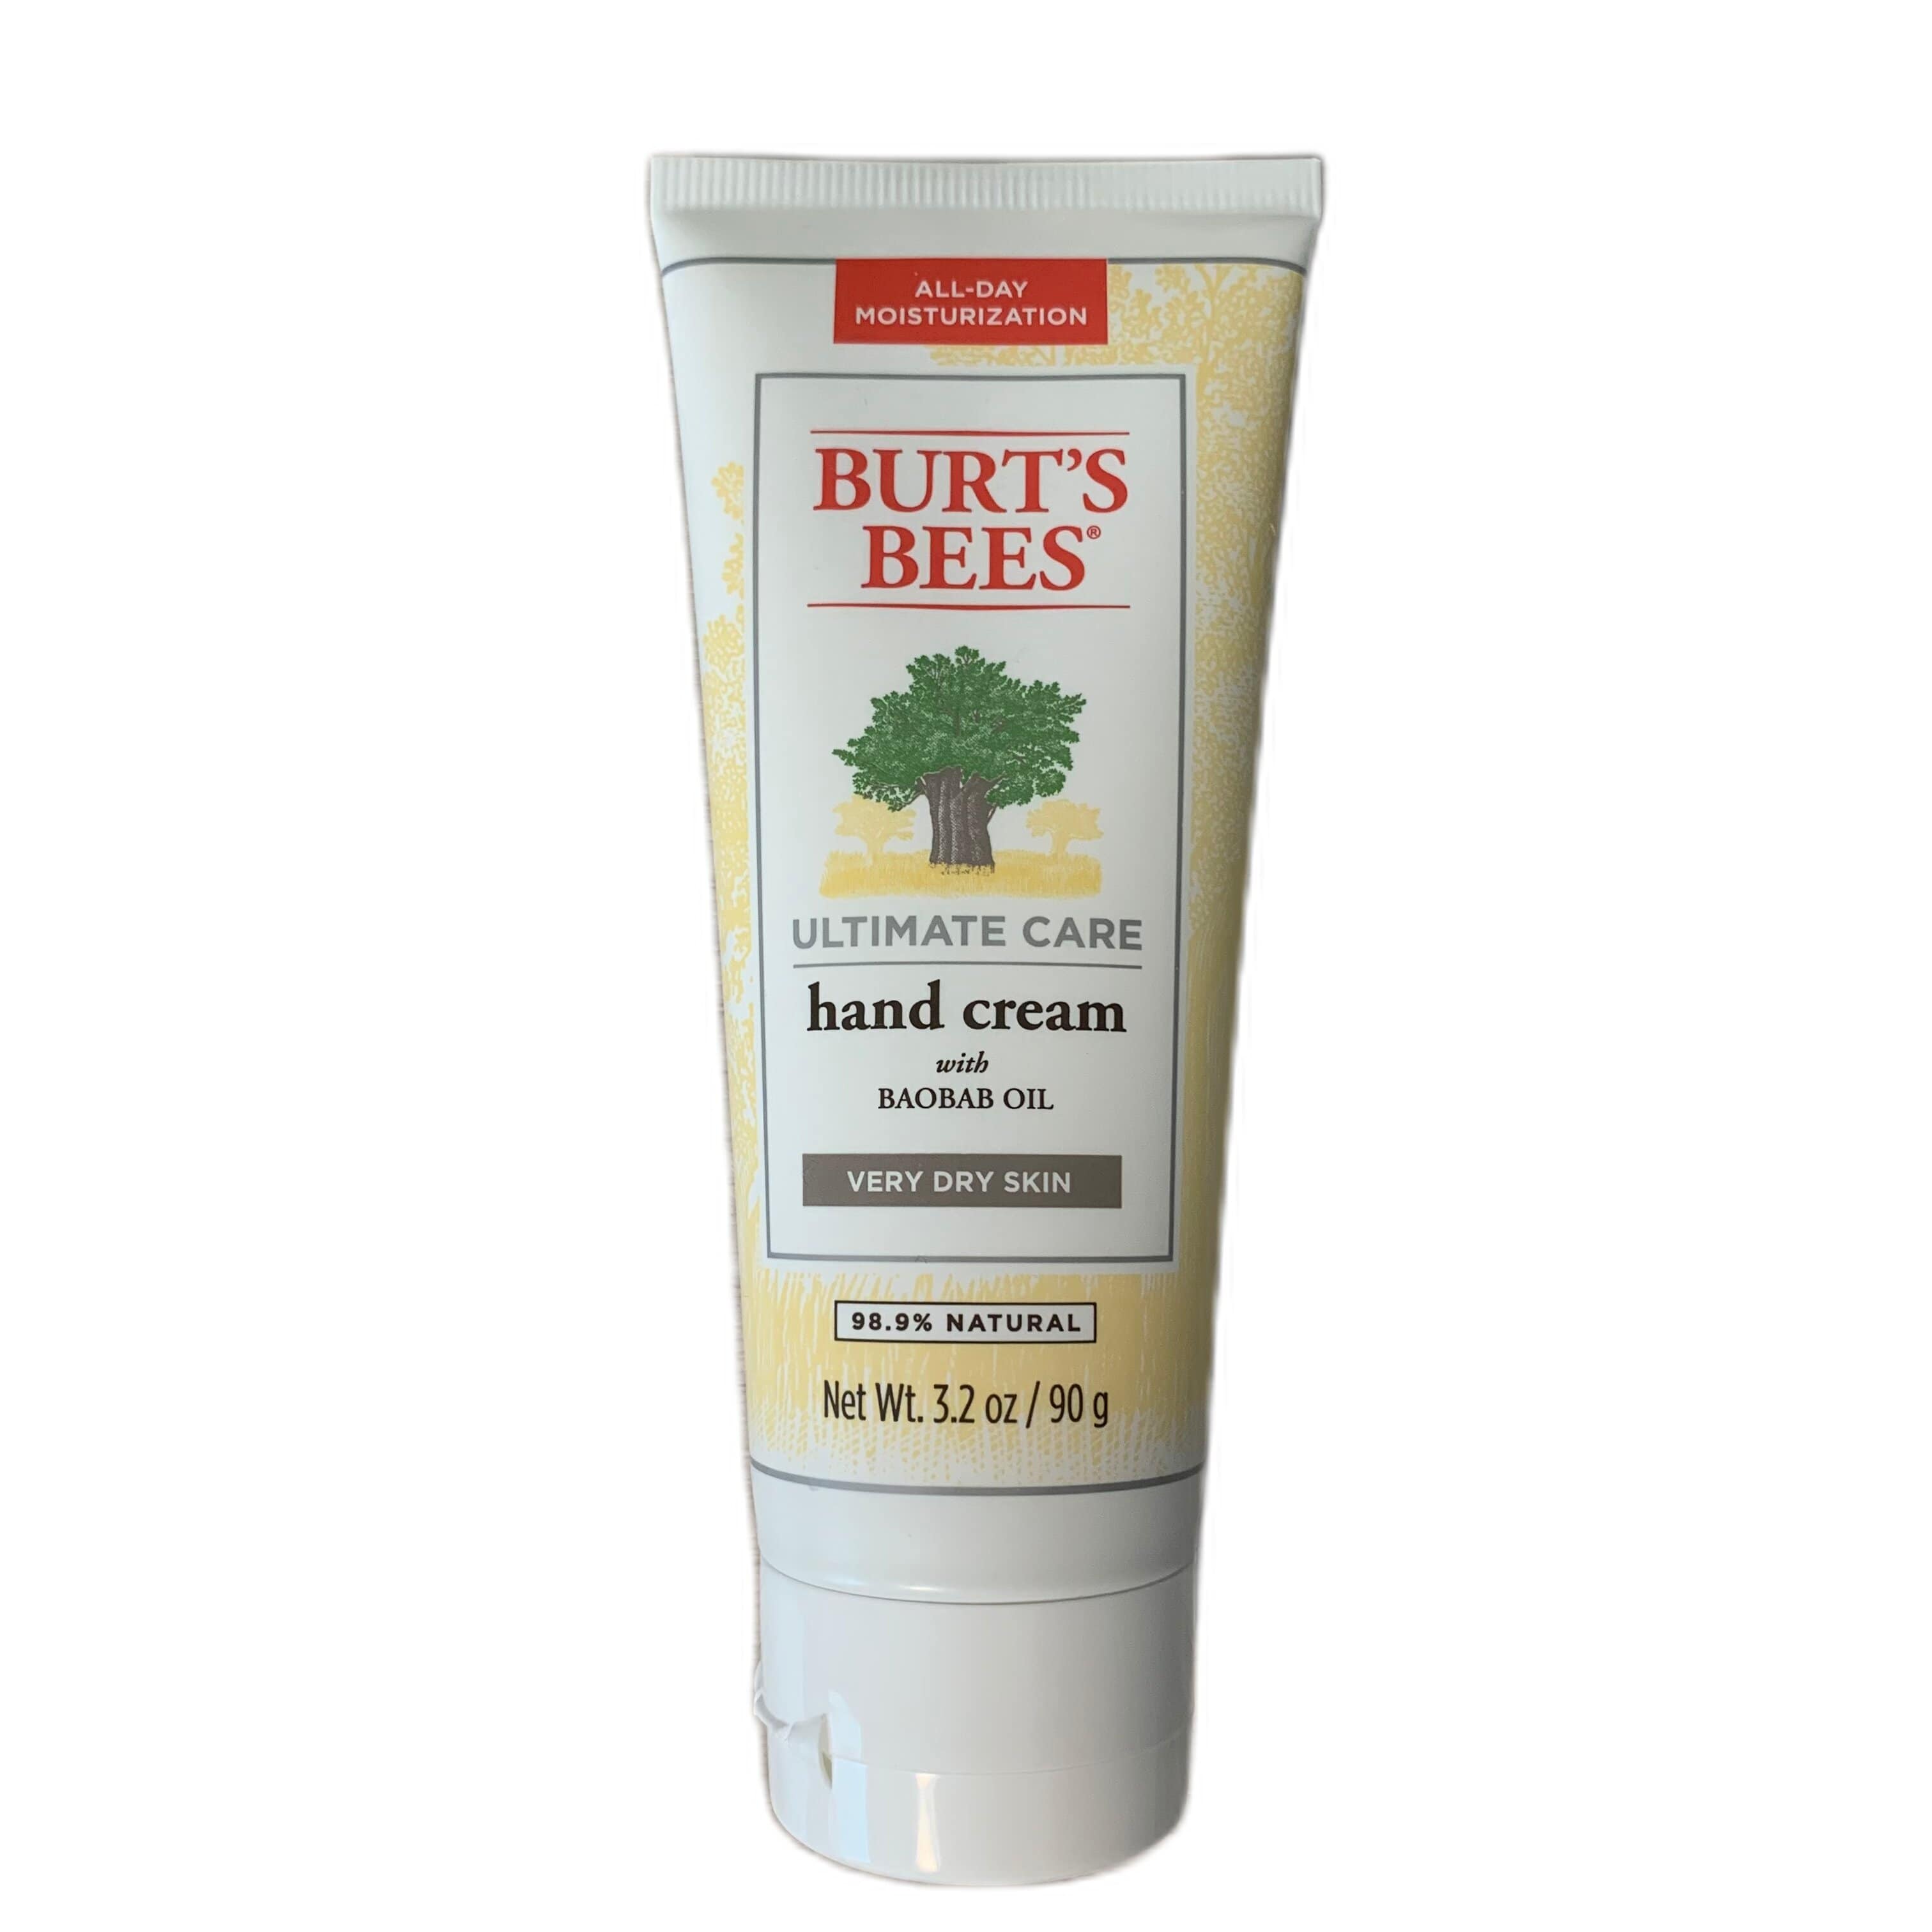 ALL-DAY
MOISTURIZATION
BURT'S
BEES®
ULTIMATE CARE
hand cream
with
BAOBAB OIL
VERY DRY SKIN
98.9% NATURAL
Net Wt. 3.2 oz / 90 g